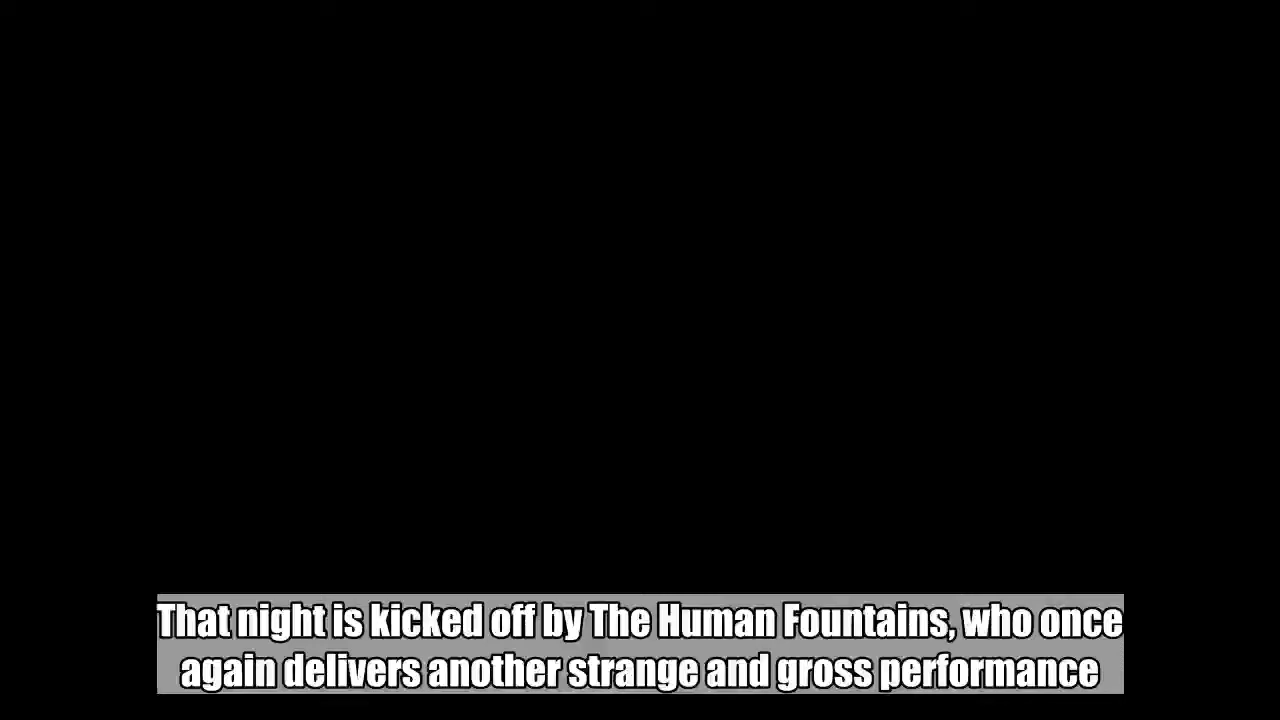 That night is kicked off by The Human Fountains, who once
again delivers another strange and gross performance